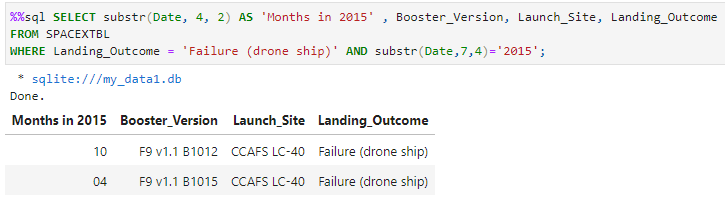 %%sql SELECT substr(Date, 4, 2) AS 'Months in 2015' , Booster_Version, Launch_Site, Landing_Outcome
FROM SPACEXTBL
WHERE Landing_Outcome = 'Failure (drone ship)' AND substr(Date,7,4)='2015';
* sqlite:///my_data1.db
Done.
Months in 2015 Booster_Version Launch_Site Landing_Outcome
10 F9 v1.1 B1012 CCAFS LC-40 Failure (drone ship)
04 F9 v1.1 B1015 CCAFS LC-40 Failure (drone ship)